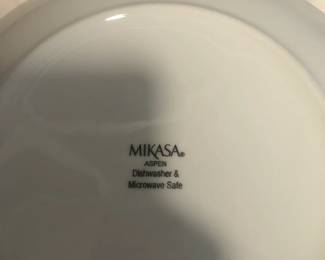 MIKASA®
ASPEN
Dishwasher &
Microwave Safe